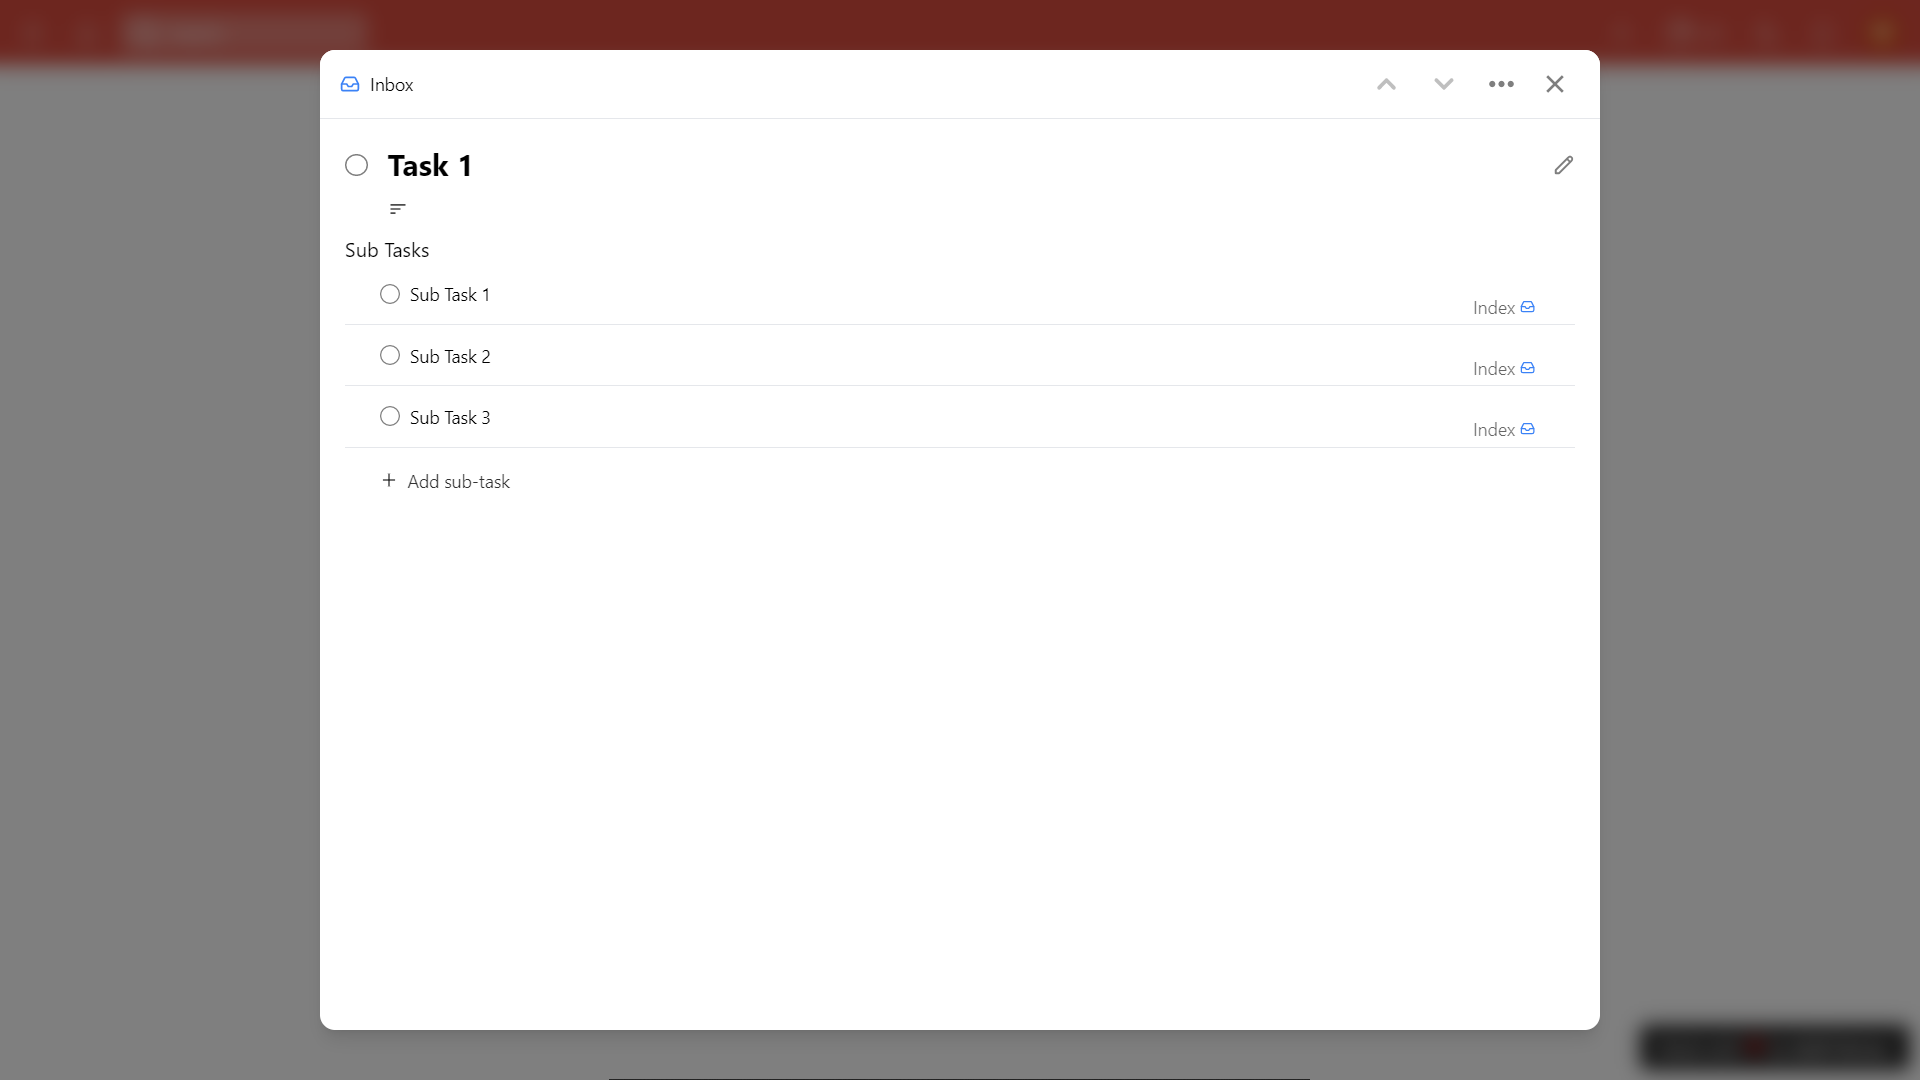 Inbox
Task 1
Sub Tasks
Sub Task 1
Index
Sub Task 2
Index
Sub Task 3
Index
Add sub-task